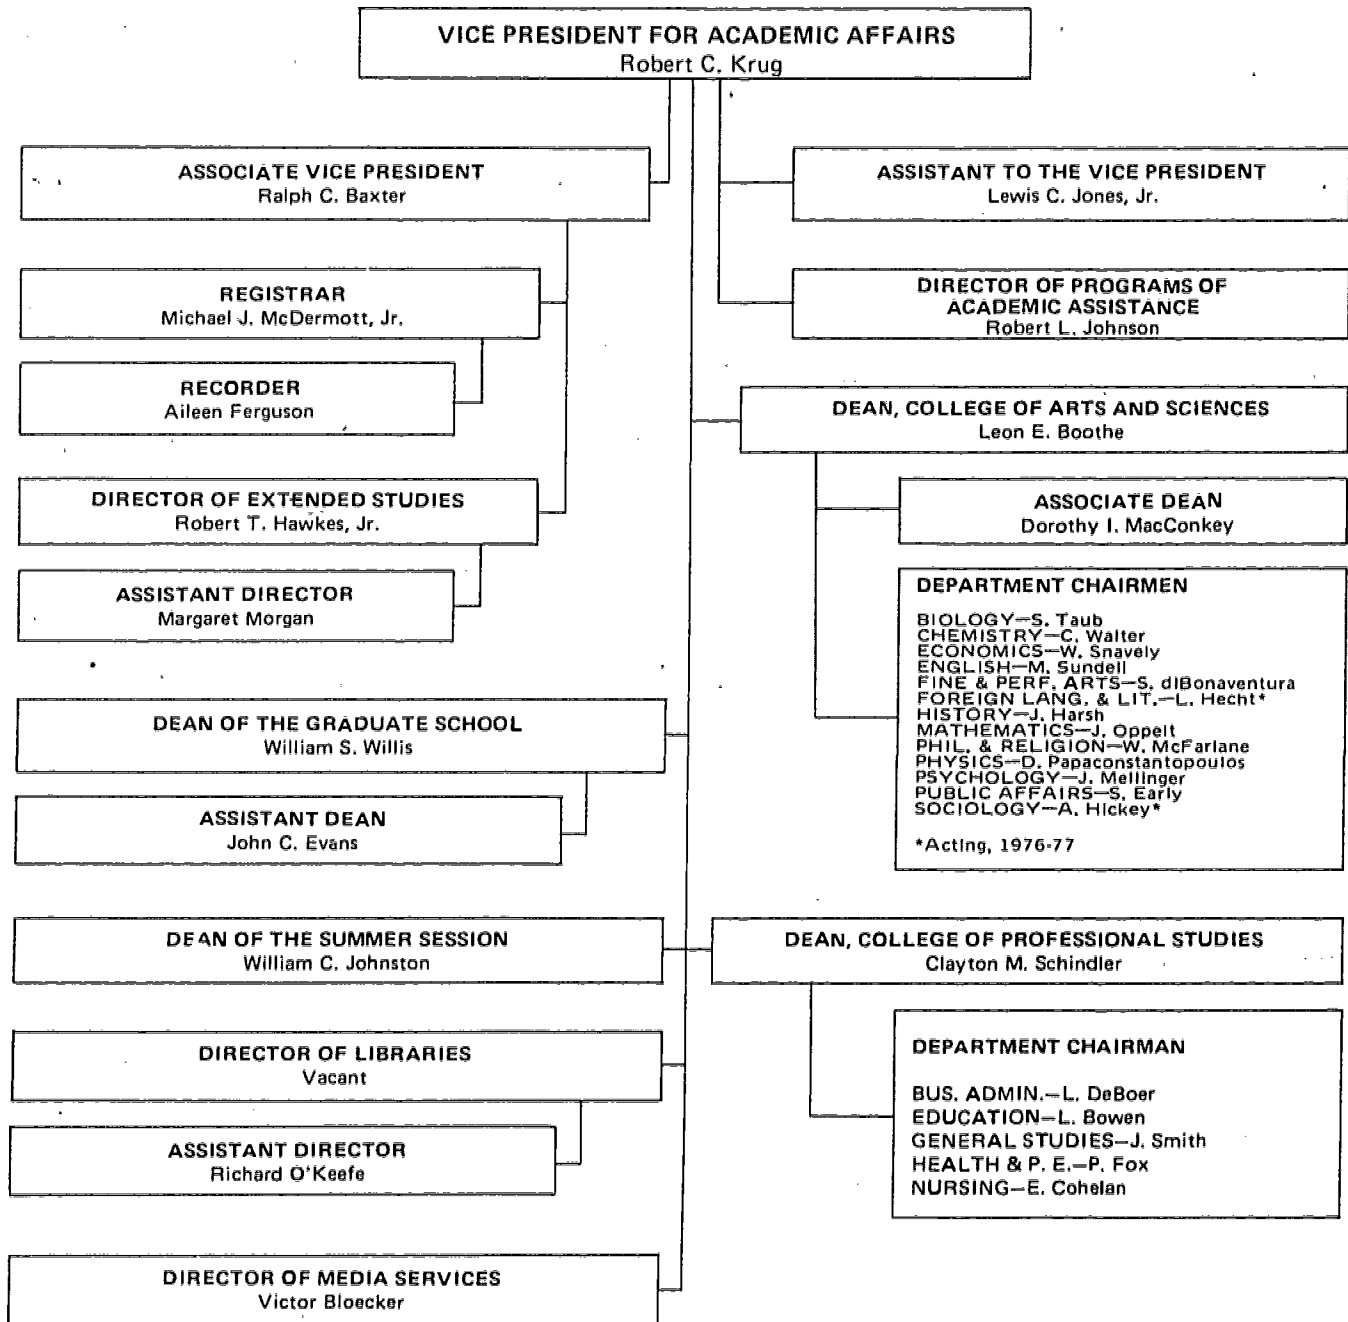 VICE PRESIDENT FOR ACADEMIC AFFAIRS
Robert C. Krug
ASSOCIATE VICE PRESIDENT
Ralph C. Baxter
REGISTRAR
Michael J. McDermott, Jr.
RECORDER
Aileen Ferguson
DIRECTOR OF EXTENDED STUDIES
Robert T. Hawkes, Jr.
ASSISTANT DIRECTOR
Margaret Morgan
DEAN OF THE GRADUATE SCHOOL
William S. Willis
ASSISTANT DEAN
John C. Evans
DEAN OF THE SUMMER SESSION
William C. Johnston
DIRECTOR OF LIBRARIES
Vacant
ASSISTANT DIRECTOR
Richard O'Keefe
DIRECTOR OF MEDIA SERVICES
Victor Bloecker
ASSISTANT TO THE VICE PRESIDENT
Lewis C. Jones, Jr.
DIRECTOR OF PROGRAMS OF
ACADEMIC ASSISTANCE
Robert L. Johnson
DEAN, COLLEGE OF ARTS AND SCIENCES
Leon E. Boothe
ASSOCIATE DEAN
Dorothy I. MacConkey
DEPARTMENT CHAIRMEN
BIOLOGY—S. Taub
CHEMISTRY—C. Walter
ECONOMICS—W. Snavely
ENGLISH—M. Sundell
FINE & PERF. ARTS—S. diBonaventura
FOREIGN LANG. & LIT.—L. Hecht*
HISTORY—J. Harsh
MATHEMATICS—J. Oppelt
PHIL. & RELIGION—W. McFarlane
PHYSICS—D. Papaconstantopoulos
PSYCHOLOGY—J. Mellinger
PUBLIC AFFAIRS—S. Early
SOCIOLOGY—A. Hickey*
*Acting, 1976-77
DEAN, COLLEGE OF PROFESSIONAL STUDIES
Clayton M. Schindler
DEPARTMENT CHAIRMAN
BUS. ADMIN.—L. DeBoer
EDUCATION—L. Bowen
GENERAL STUDIES—J. Smith
HEALTH & P. E.—P. Fox
NURSING—E. Cohelan